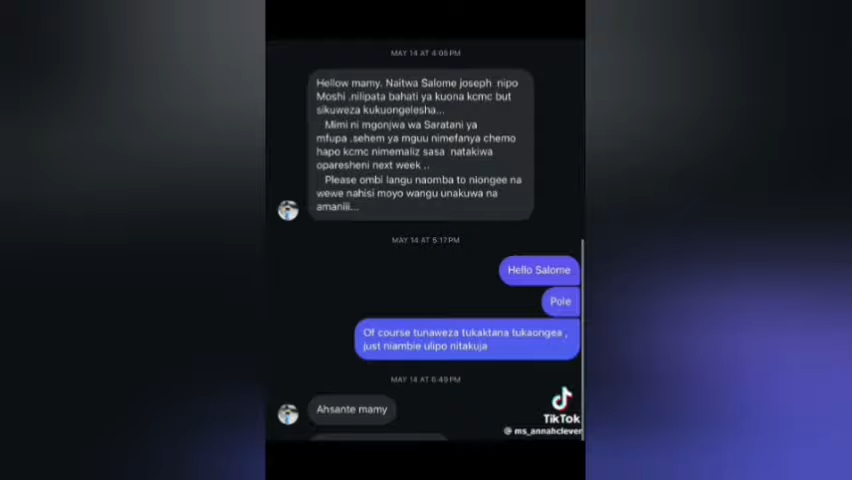 MAY 14 AT 4:08 PM
Hellow mamy. Naitwa Salome joseph nipo
Moshi .nilipata bahati ya kuona kcmc but
sikuweza kukuongelesha...
Mimi ni mgonjwa wa Saratani ya
mfupa .sehem ya mguu nimefanya chemo
hapo kcmc nimemaliz sasa natakiwa
oparesheni next week ..
Please ombi langu naomba to niongee na
wewe nahisi moyo wangu unakuwa na
amaniii...
MAY 14 AT 5:17 PM
Hello Salome
Pole
Of course tunaweza tukaktana tukaongea ,
just niambie ulipo nitakuja
MAY 14 AT 6:49 PM
Ahsante mamy
TikTok
@ ms_annahclever